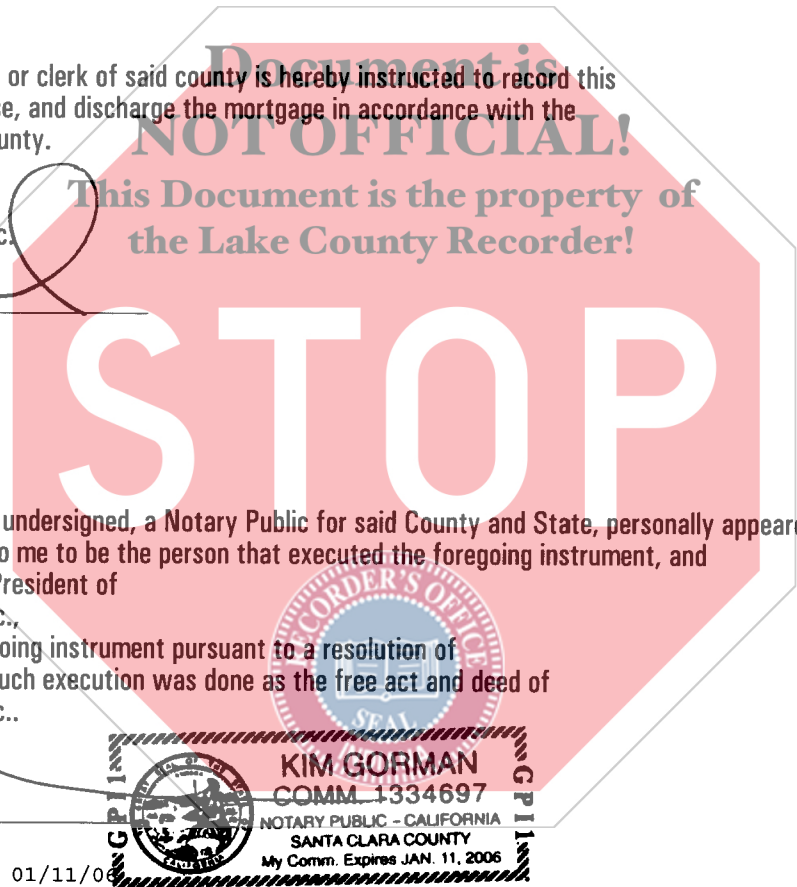 Document is
or clerk of said county is hereby instructed to record this
se, and discharge the mortgage in accordance with the
unty.
NOT OFFICIAL!
This Document is the property of
the Lake County Recorder!
c.
STOP
undersigned, a Notary Public for said County and State, personally appeare
o me to be the person that executed the foregoing instrument, and
President of
c.,
oing instrument pursuant to a resolution of
uch execution was done as the free act and deed of
c..
RECORDER'S OFFICE
SEAL
INDIANA
KIM GORMAN
COMM. 1334697
NOTARY PUBLIC - CALIFORNIA
SANTA CLARA COUNTY
My Comm. Expires JAN. 11, 2006
GPI1
GPI1
01/11/06